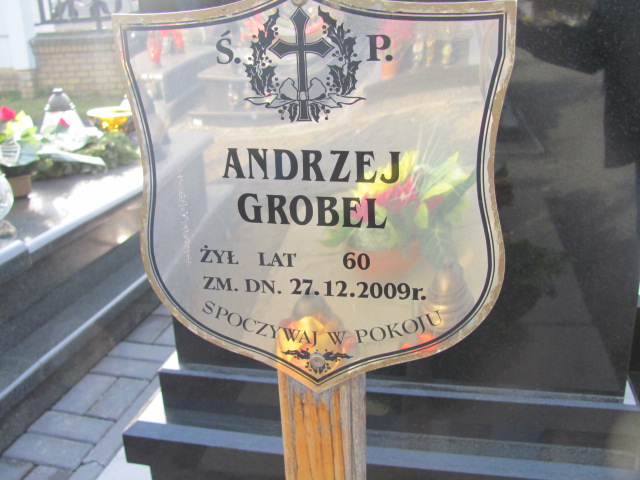 Ś. P.
ANDRZEJ
GROBEL
ŻYŁ LAT 60
ZM. DN. 27.12.2009r.
SPOCZYWAJ W POKOJU